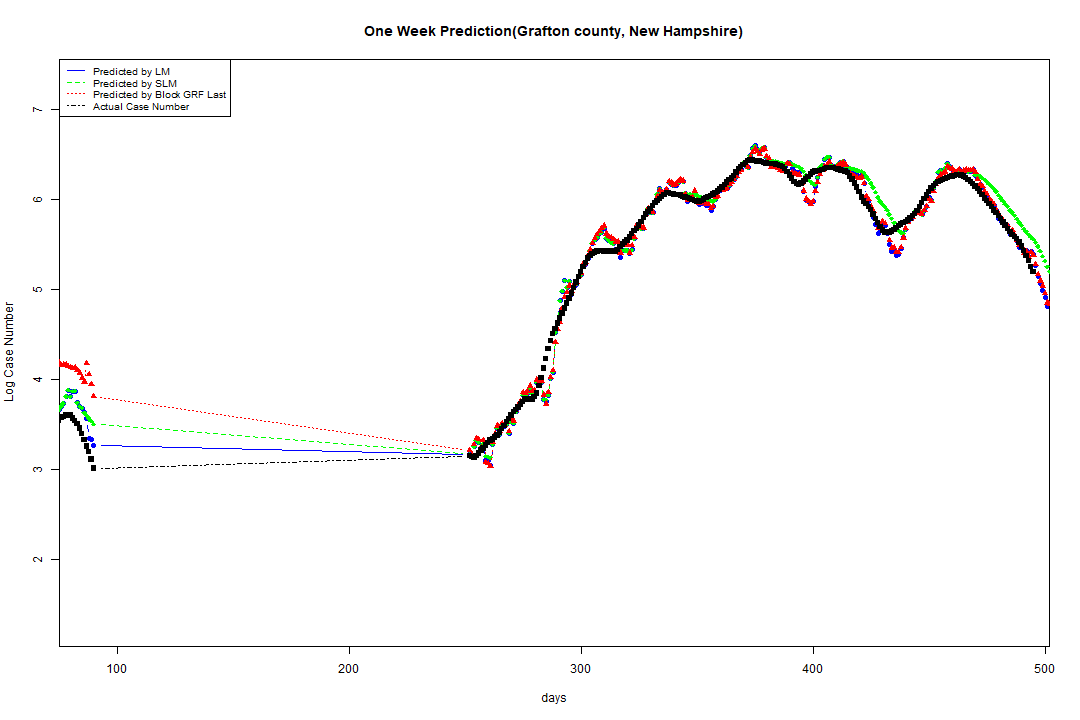 One Week Prediction(Grafton county, New Hampshire)
Predicted by LM
Predicted by SLM
Predicted by Block GRF Last
Actual Case Number
7
6
5
4
3
2
Log Case Number
100 200 300 400 500
days